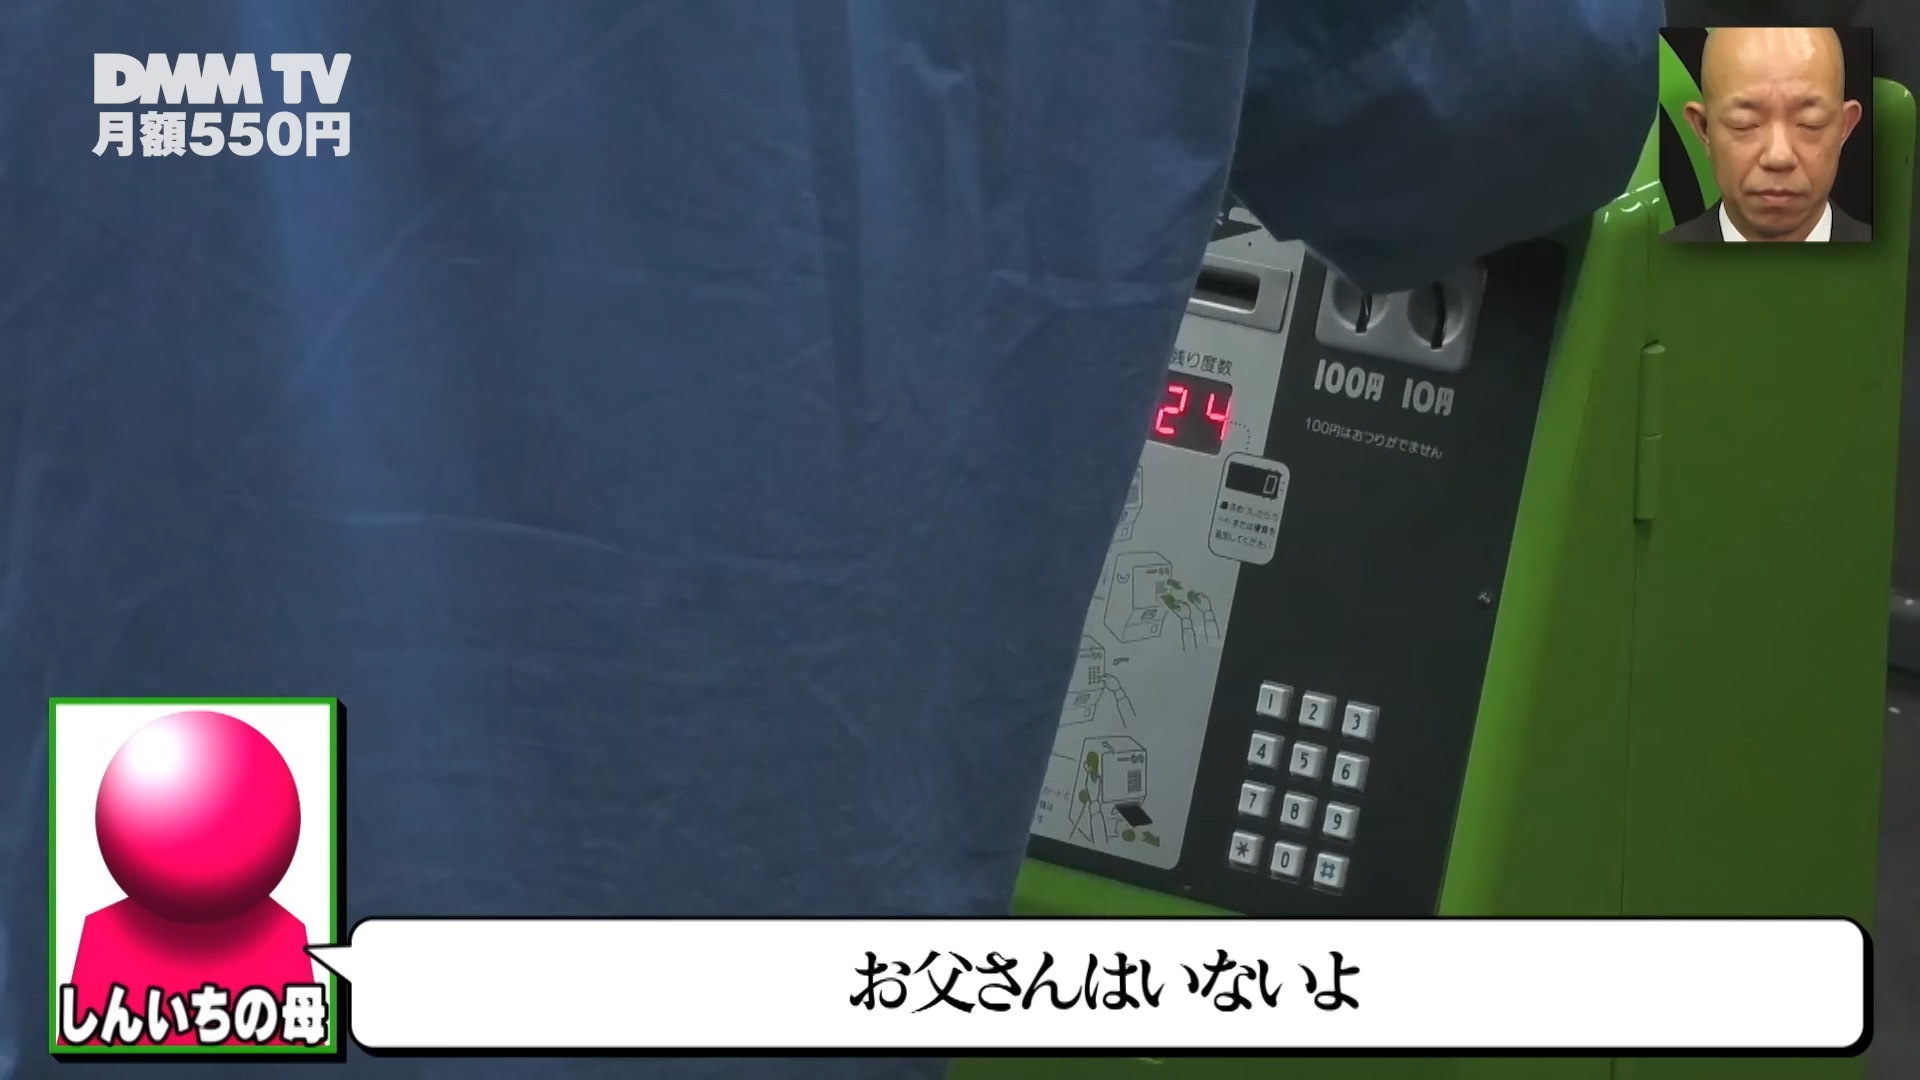 DMM TV
月額550円
残り度数
24
100円 10円
100円はおつりがでません
0
1 2 3
4 5 6
7 8 9
* 0 #
お父さんはいないよ
しんいちの母